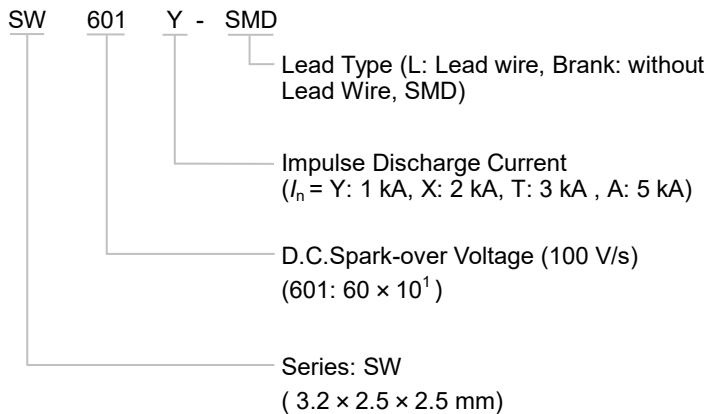 SW 601 Y - SMD
Lead Type (L: Lead wire, Brank: without
Lead Wire, SMD)
Impulse Discharge Current
(Iₙ = Y: 1 kA, X: 2 kA, T: 3 kA , A: 5 kA)
D.C.Spark-over Voltage (100 V/s)
(601: 60 × 10¹ )
Series: SW
( 3.2 × 2.5 × 2.5 mm)